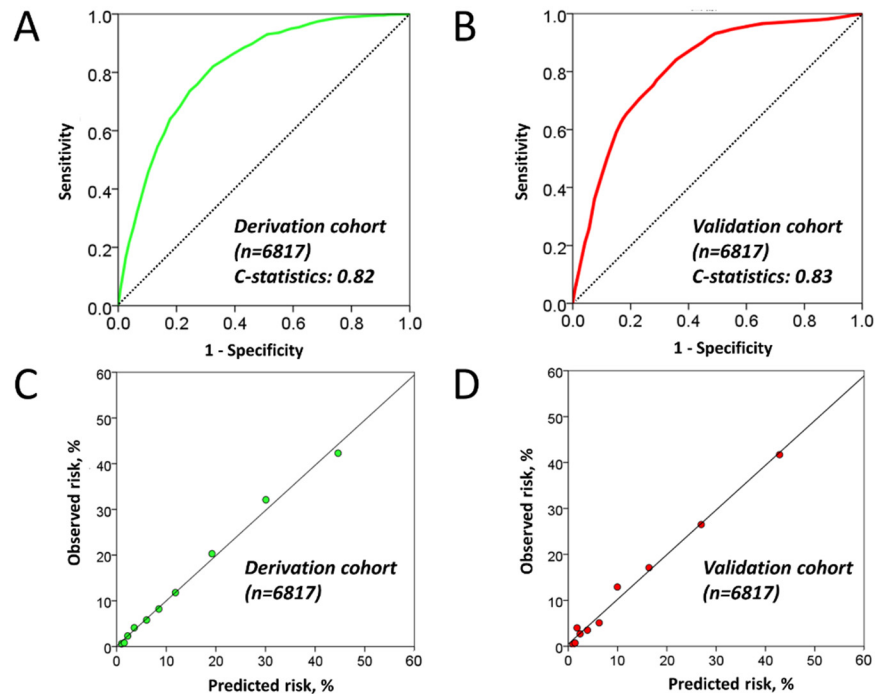 A
B
1.0
0.8
0.6
0.4
0.2
0.0
Sensitivity
Derivation cohort
(n=6817)
C-statistics: 0.82
0.0 0.2 0.4 0.6 0.8 1.0
1 - Specificity
1.0
0.8
0.6
0.4
0.2
0.0
Sensitivity
Validation cohort
(n=6817)
C-statistics: 0.83
0.0 0.2 0.4 0.6 0.8 1.0
1 - Specificity
C
D
60
50
40
30
20
10
0
Observed risk, %
Derivation cohort
(n=6817)
0 10 20 30 40 50 60
Predicted risk, %
60
50
40
30
20
10
0
Observed risk, %
Validation cohort
(n=6817)
0 10 20 30 40 50 60
Predicted risk, %